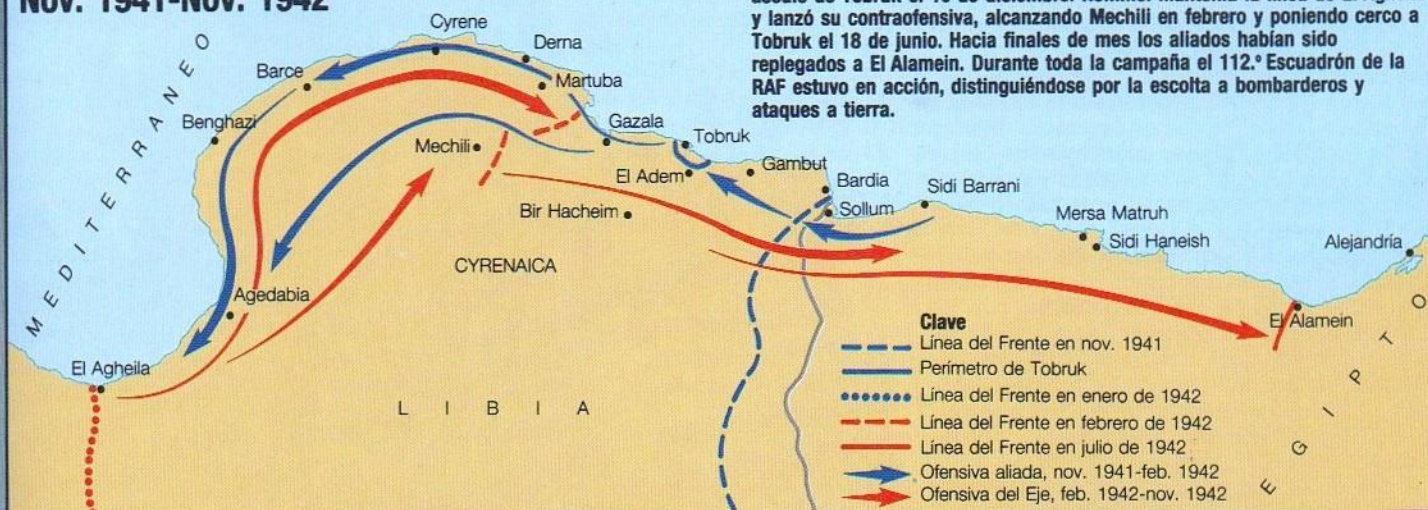 Nov. 1941-Nov. 1942
y lanzó su contraofensiva, alcanzando Mechili en febrero y poniendo cerco a
Tobruk el 18 de junio. Hacia finales de mes los aliados habían sido
replegados a El Alamein. Durante toda la campaña el 112.º Escuadrón de la
RAF estuvo en acción, distinguiéndose por la escolta a bombarderos y
ataques a tierra.
MEDITERRANEO
Cyrene
Derna
Barce
Martuba
Benghazi
Gazala
Tobruk
Mechili
El Adem
Gambut
Bardia
Sidi Barrani
Bir Hacheim
Sollum
Mersa Matruh
Sidi Haneish
Alejandría
CYRENAICA
Agedabia
El Alamein
El Agheila
LIBIA
EGIPTO
Clave
Línea del Frente en nov. 1941
Perímetro de Tobruk
Línea del Frente en enero de 1942
Línea del Frente en febrero de 1942
Línea del Frente en julio de 1942
Ofensiva aliada, nov. 1941-feb. 1942
Ofensiva del Eje, feb. 1942-nov. 1942